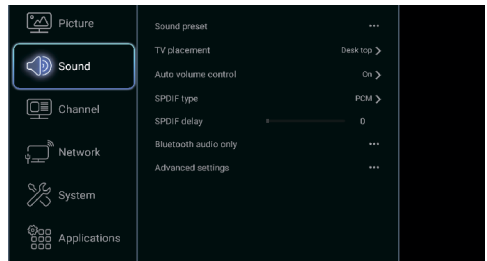 Picture
Sound
Channel
Network
System
Applications
Sound preset ...
TV placement Desk top >
Auto volume control On >
SPDIF type PCM >
SPDIF delay 0
Bluetooth audio only ...
Advanced settings ...